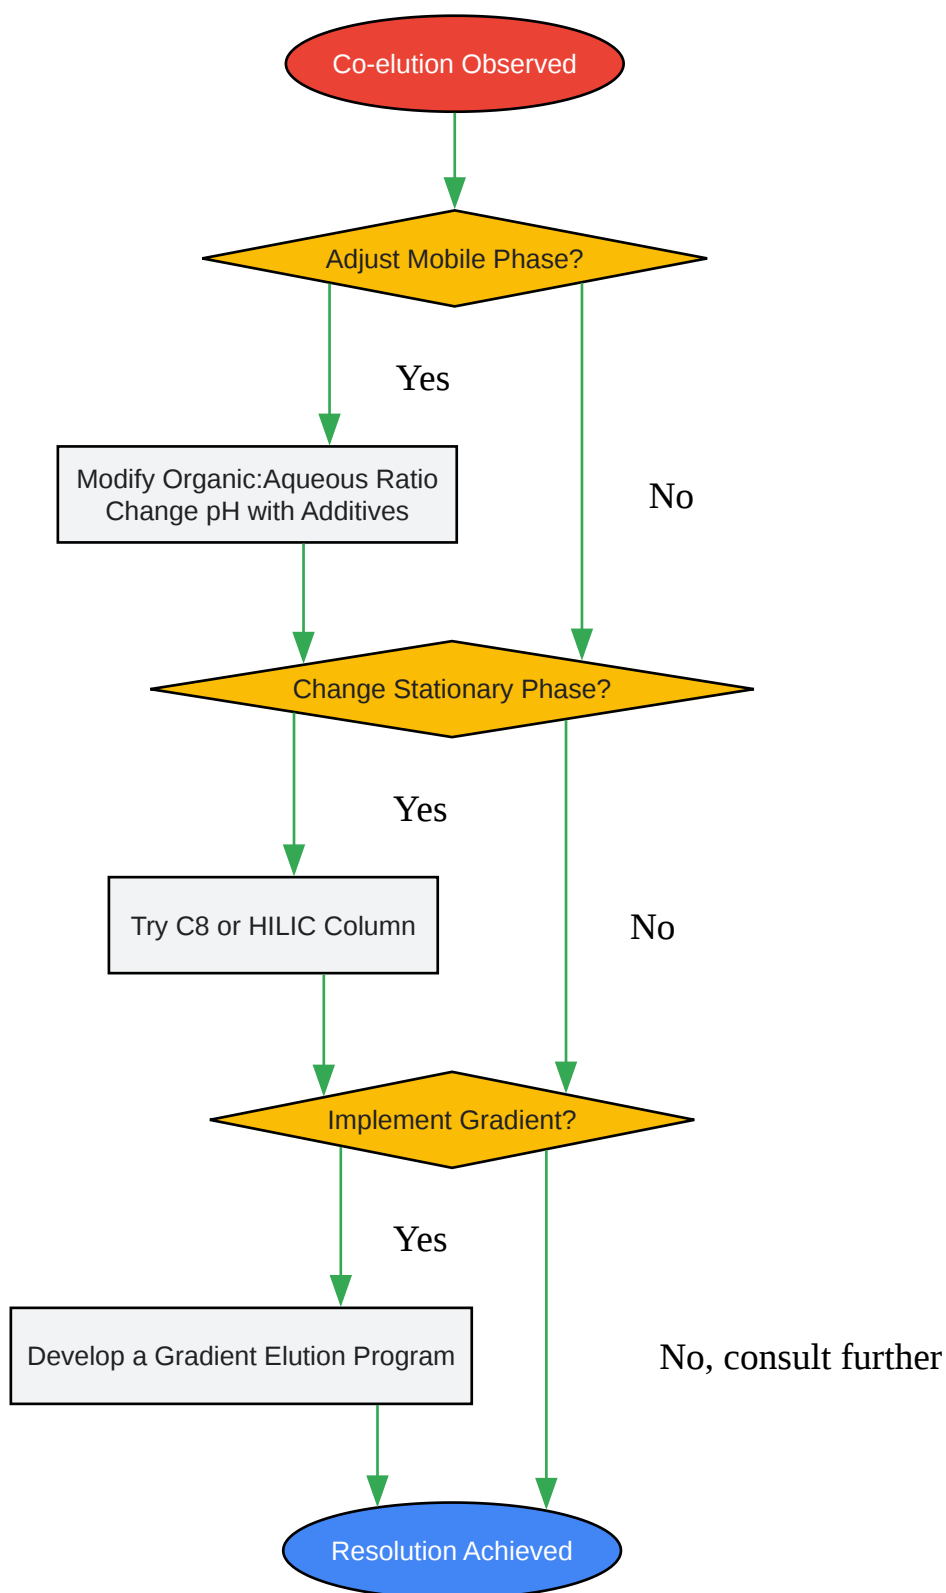 Co-elution Observed
Adjust Mobile Phase?
Yes
Modify Organic:Aqueous Ratio
Change pH with Additives
No
Change Stationary Phase?
Yes
Try C8 or HILIC Column
No
Implement Gradient?
Yes
Develop a Gradient Elution Program
No, consult further
Resolution Achieved